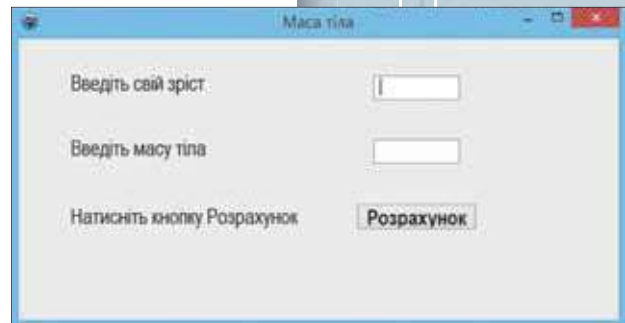 Маса тіла
Введіть свій зріст
Введіть масу тіла
Натисніть кнопку Розрахунок Розрахунок